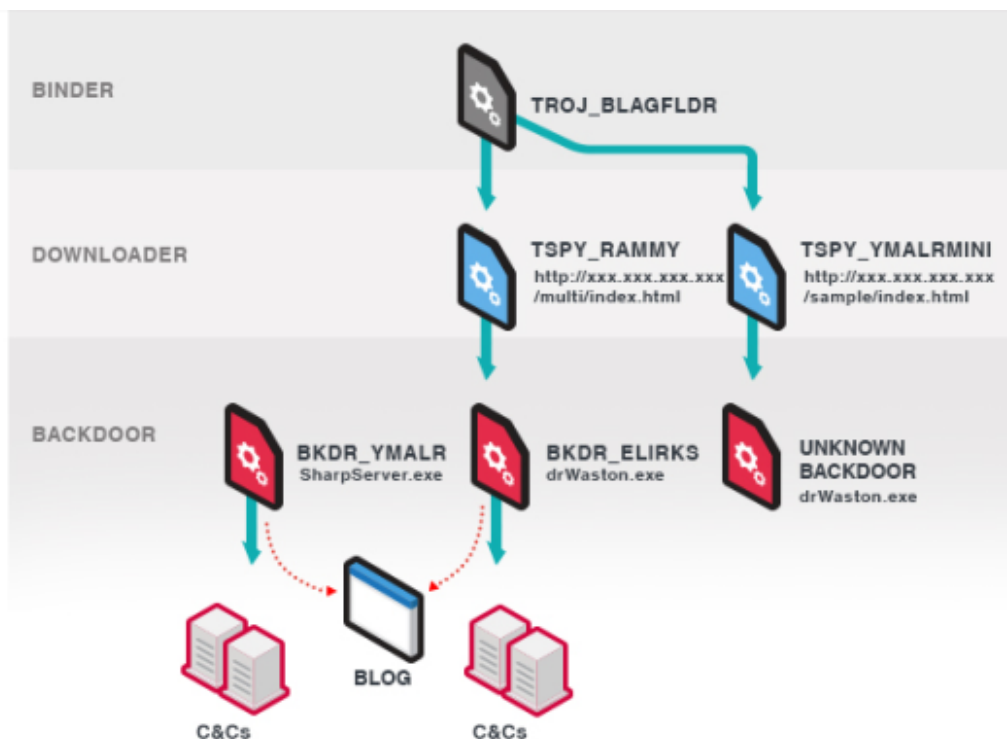 BINDER
TROJ_BLAGFLDR
DOWNLOADER
TSPY_RAMMY
http://xxx.xxx.xxx.xxx
/multi/index.html
TSPY_YMALRMINI
http://xxx.xxx.xxx.xxx
/sample/index.html
BACKDOOR
BKDR_YMALR
SharpServer.exe
BKDR_ELIRKS
drWaston.exe
UNKNOWN
BACKDOOR
drWaston.exe
BLOG
C&Cs
C&Cs